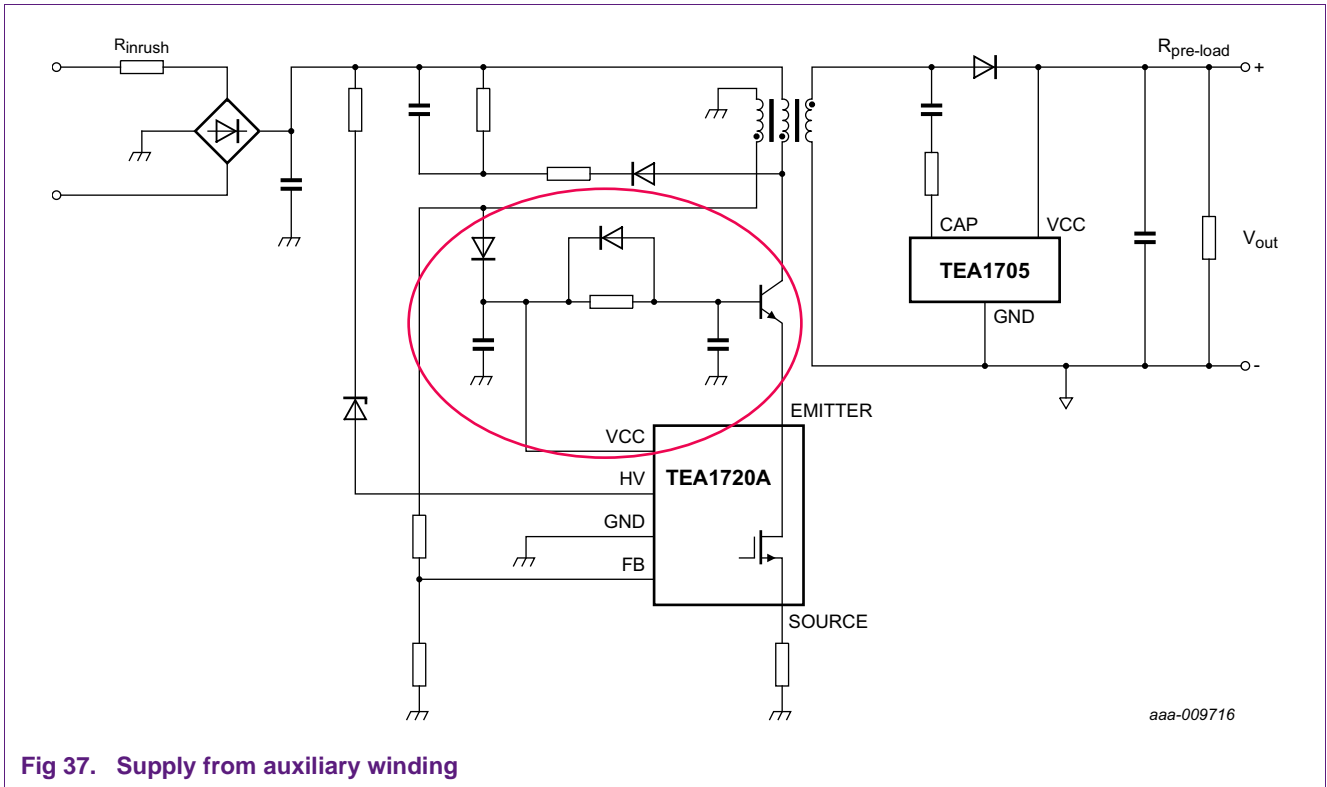 Rinrush
Rpre-load
+
CAP
VCC
TEA1705
Vout
GND
-
EMITTER
VCC
TEA1720A
HV
GND
FB
SOURCE
aaa-009716
Fig 37. Supply from auxiliary winding